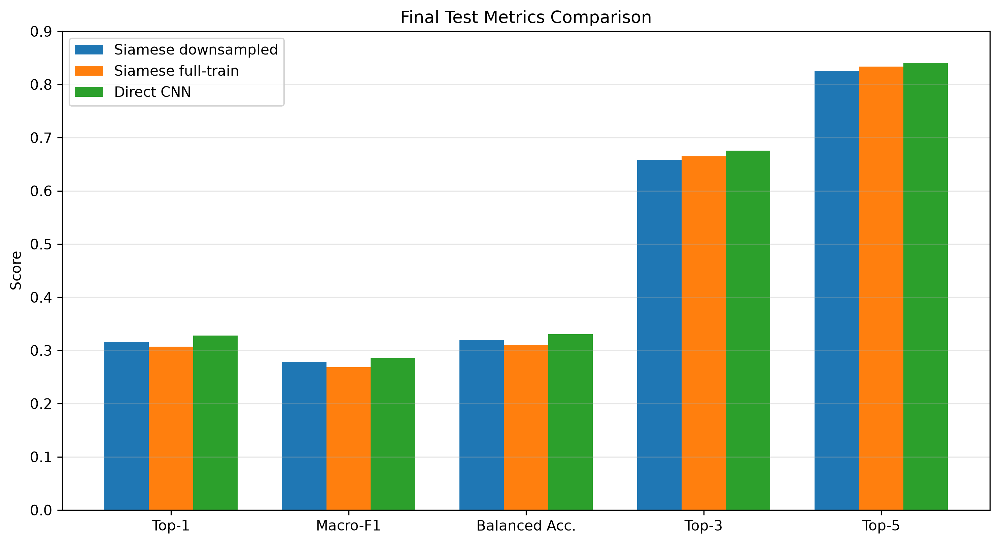 Final Test Metrics Comparison
Siamese downsampled
Siamese full-train
Direct CNN
Score
0.9
0.8
0.7
0.6
0.5
0.4
0.3
0.2
0.1
0.0
Top-1 Macro-F1 Balanced Acc. Top-3 Top-5